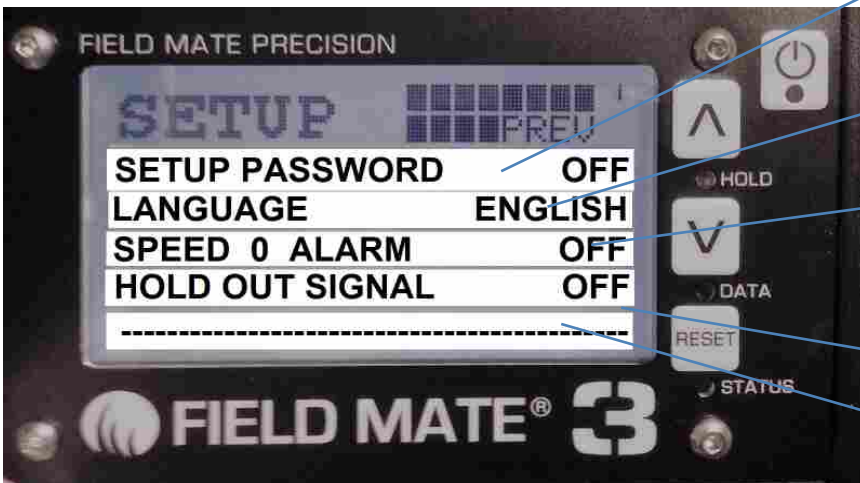 FIELD MATE PRECISION
SETUP
PREV
SETUP PASSWORD OFF
LANGUAGE ENGLISH
SPEED 0 ALARM OFF
HOLD OUT SIGNAL OFF
-------------------------------------------
HOLD
DATA
RESET
STATUS
FIELD MATE® 3